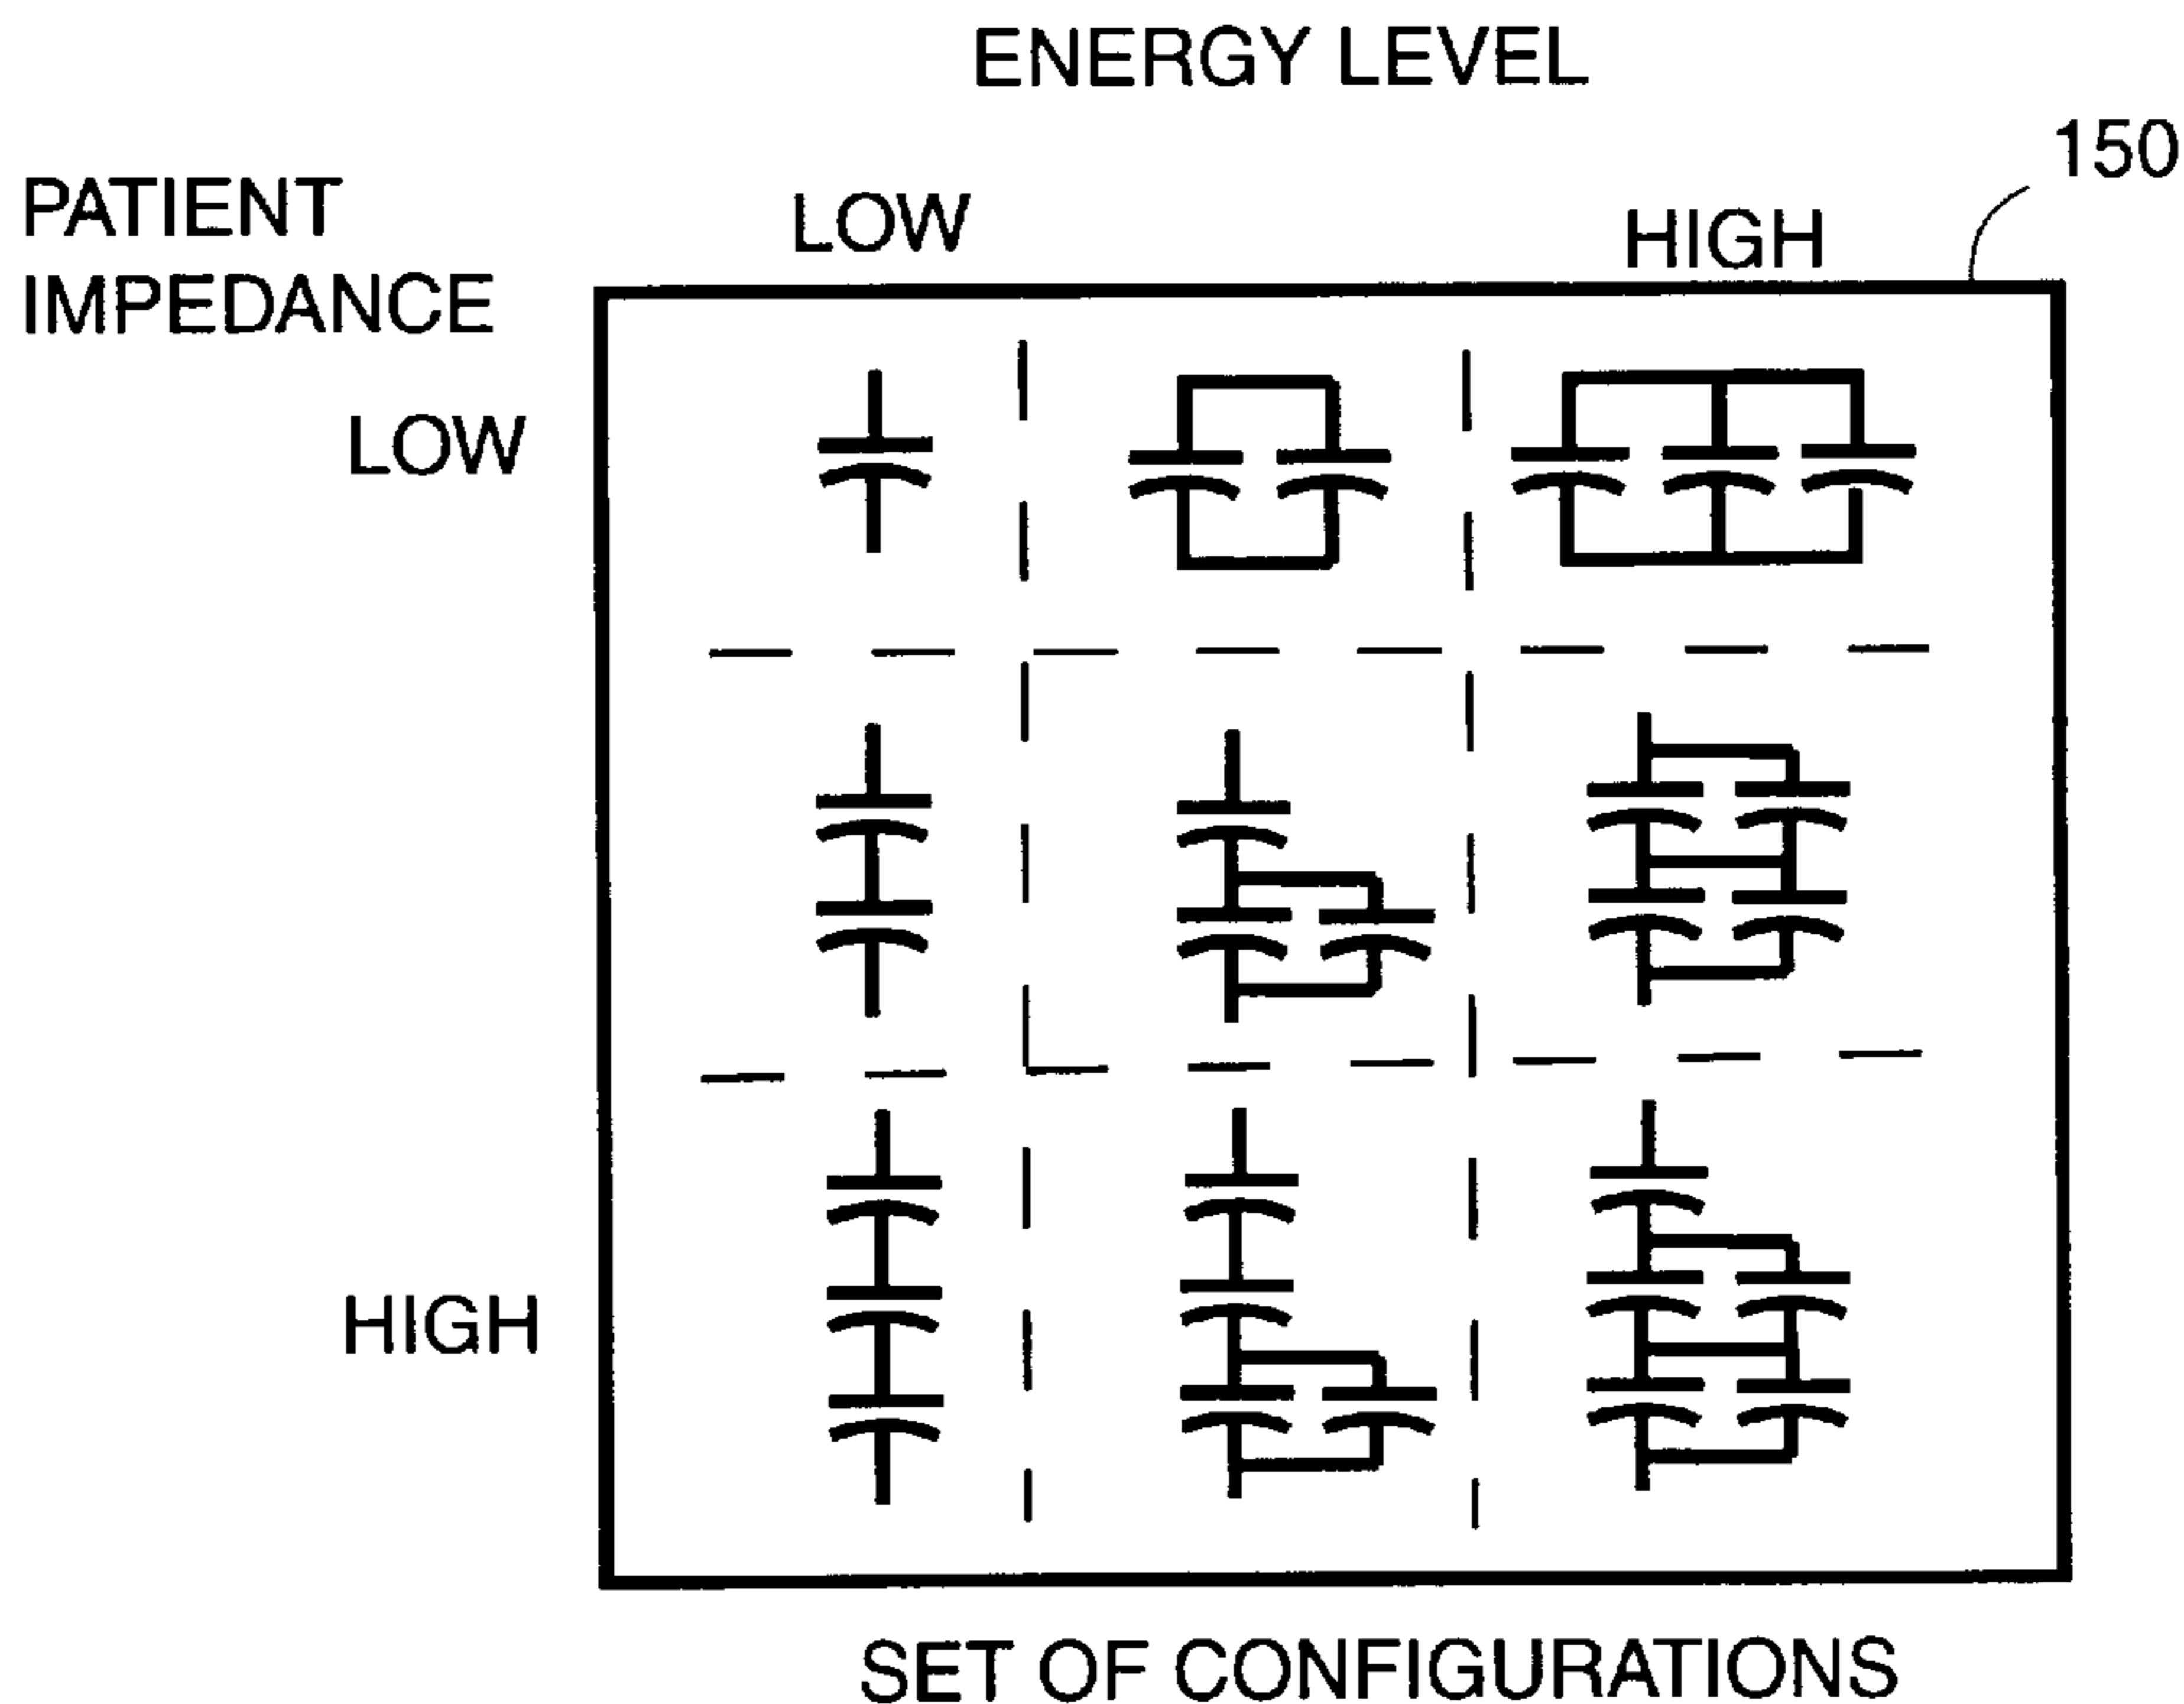 ENERGY LEVEL
150
PATIENT
IMPEDANCE
LOW
HIGH
LOW
HIGH
SET OF CONFIGURATIONS